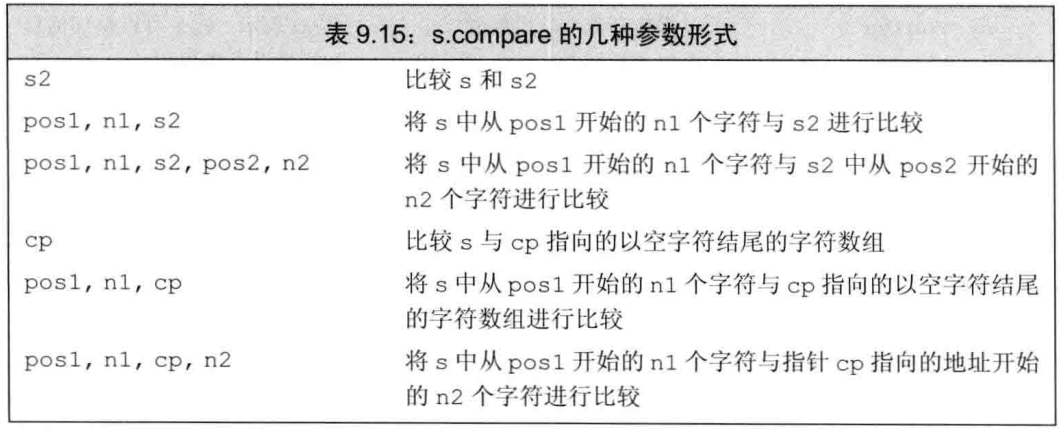 表 9.15：s.compare 的几种参数形式
s2 比较 s 和 s2
pos1, n1, s2 将 s 中从 pos1 开始的 n1 个字符与 s2 进行比较
pos1, n1, s2, pos2, n2 将 s 中从 pos1 开始的 n1 个字符与 s2 中从 pos2 开始的
n2 个字符进行比较
cp 比较 s 与 cp 指向的以空字符结尾的字符数组
pos1, n1, cp 将 s 中从 pos1 开始的 n1 个字符与 cp 指向的以空字符结尾
的字符数组进行比较
pos1, n1, cp, n2 将 s 中从 pos1 开始的 n1 个字符与指针 cp 指向的地址开始
的 n2 个字符进行比较